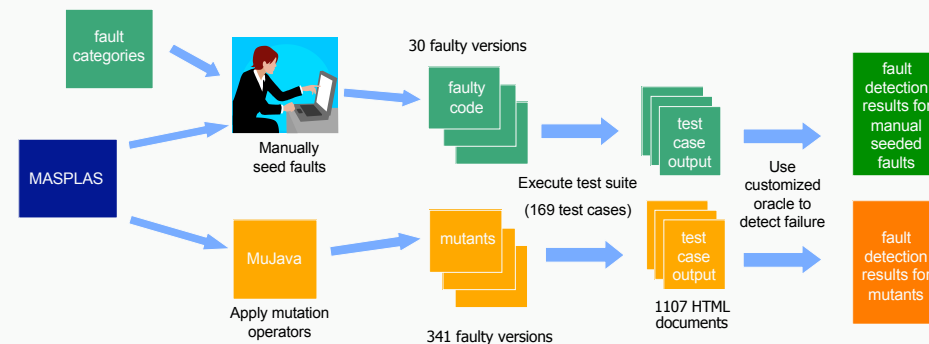 fault
categories
30 faulty versions
faulty
code
Manually
seed faults
test
case
output
fault
detection
results for
manual
seeded
faults
MASPLAS
Execute test suite
(169 test cases)
Use
customized
oracle to
detect failure
MuJava
Apply mutation
operators
mutants
341 faulty versions
test
case
output
1107 HTML
documents
fault
detection
results for
mutants